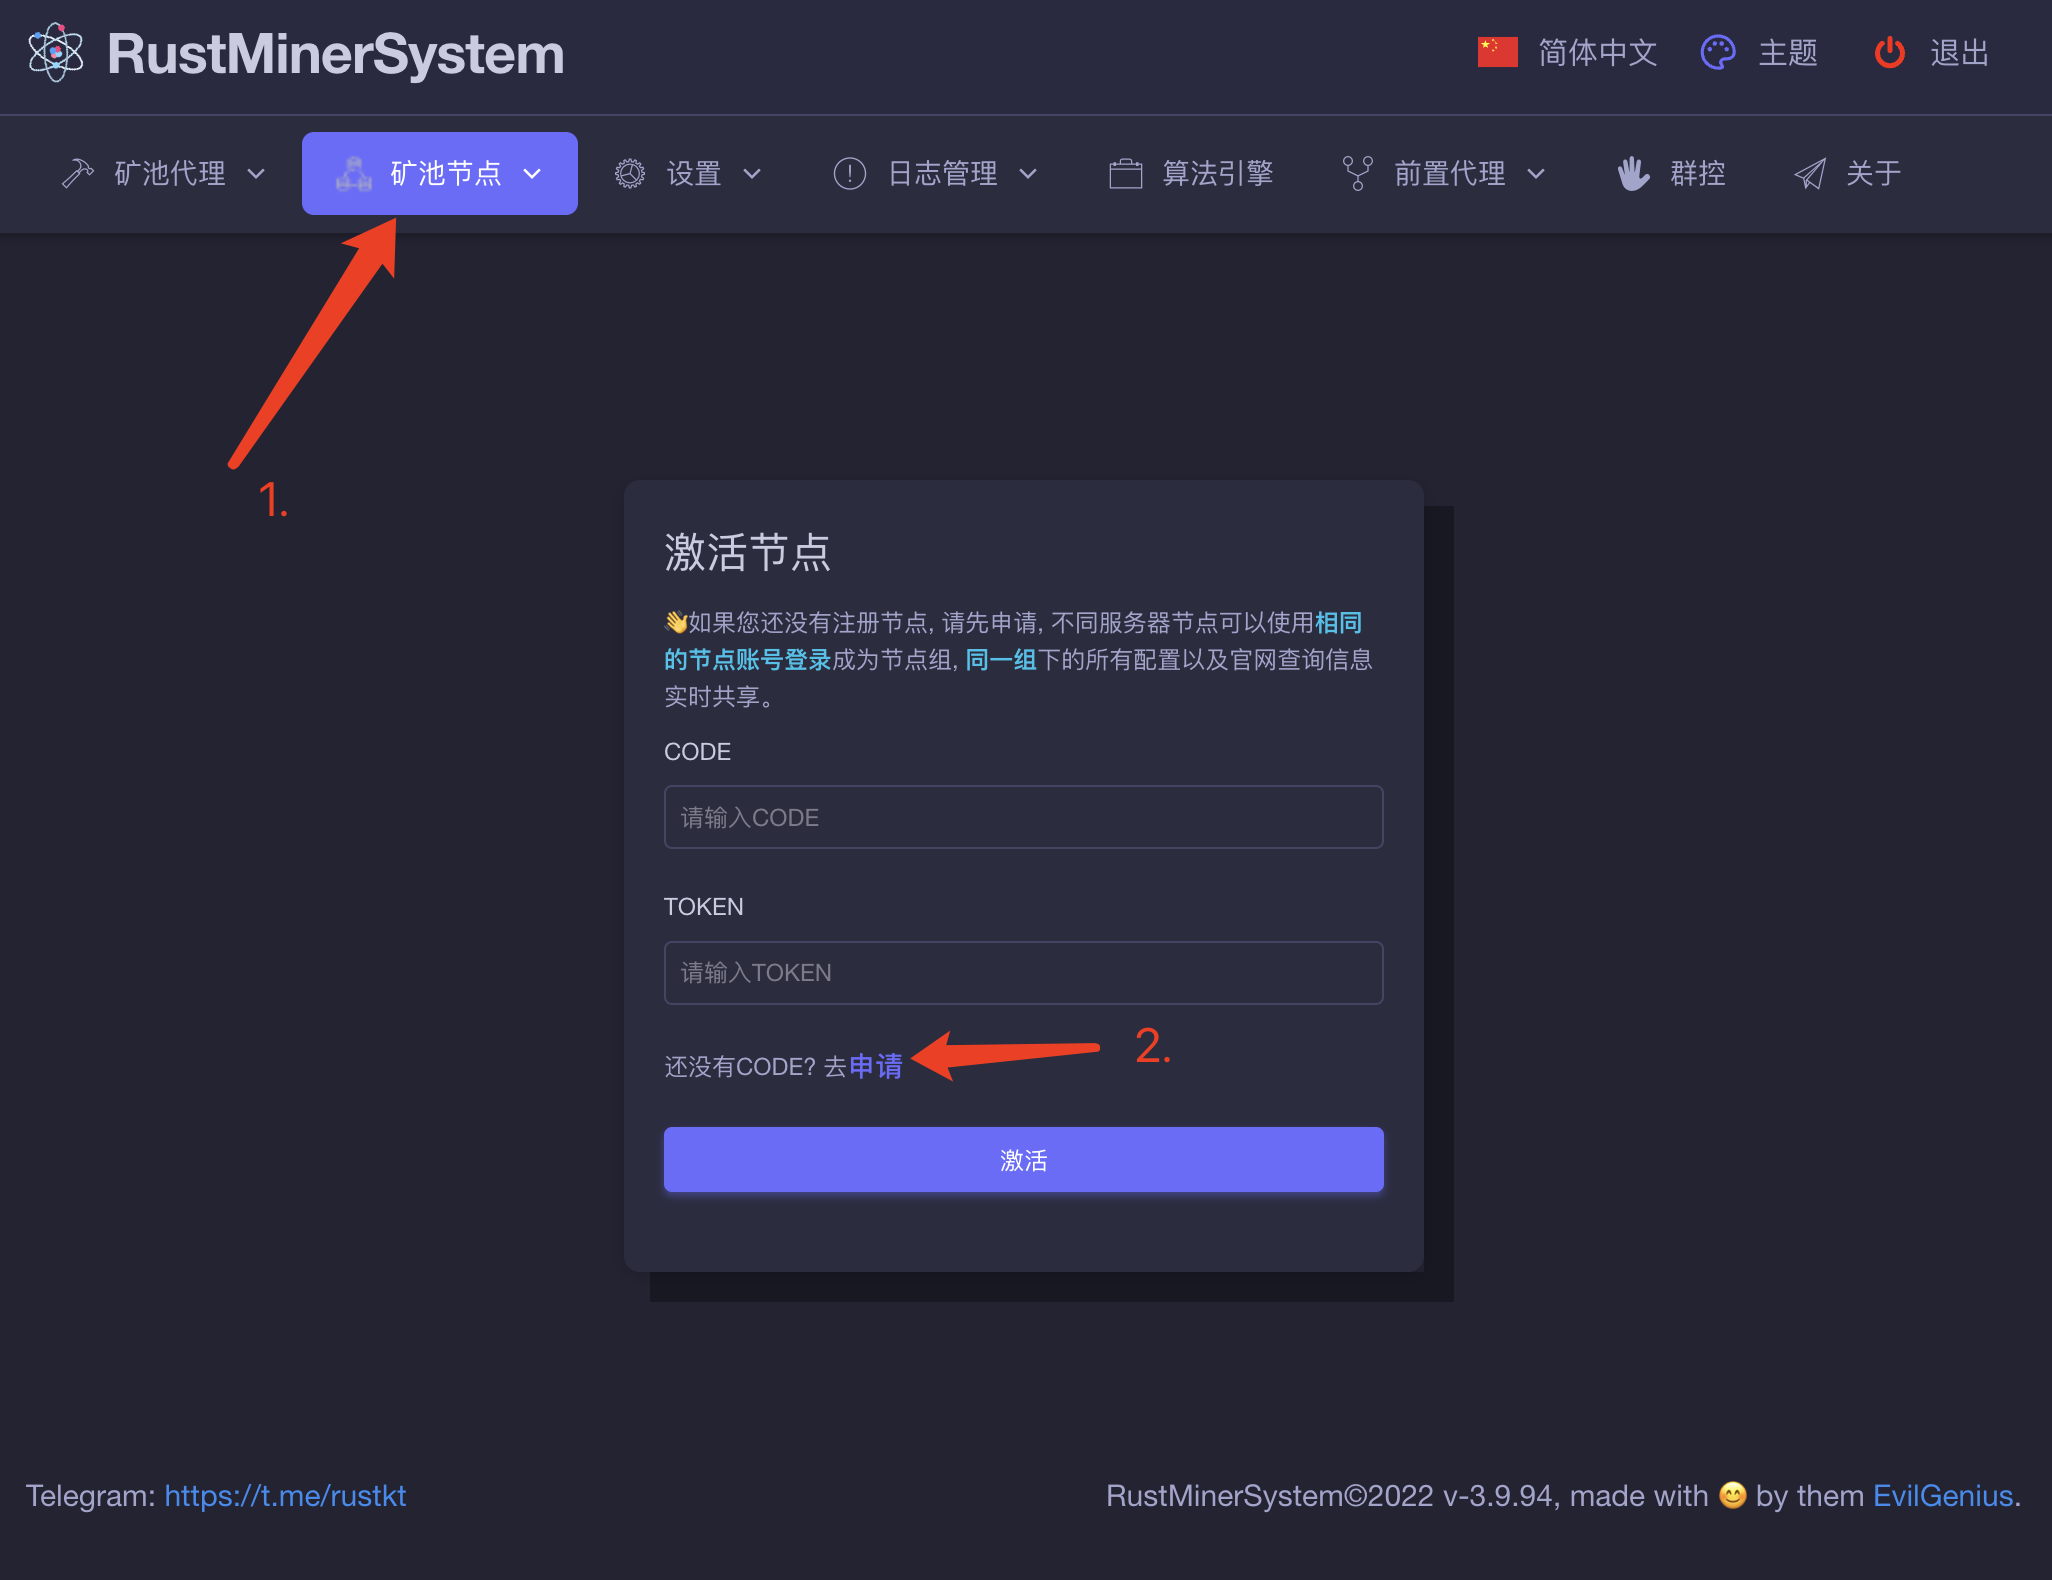 RustMinerSystem
简体中文 主题 退出
矿池代理 矿池节点 设置 日志管理 算法引擎 前置代理 群控 关于
1.
激活节点
👋如果您还没有注册节点, 请先申请, 不同服务器节点可以使用相同
的节点账号登录成为节点组, 同一组下的所有配置以及官网查询信息
实时共享。
CODE
请输入CODE
TOKEN
请输入TOKEN
还没有CODE? 去申请
2.
激活
Telegram: https://t.me/rustkt
RustMinerSystem©2022 v-3.9.94, made with 😊 by them EvilGenius.